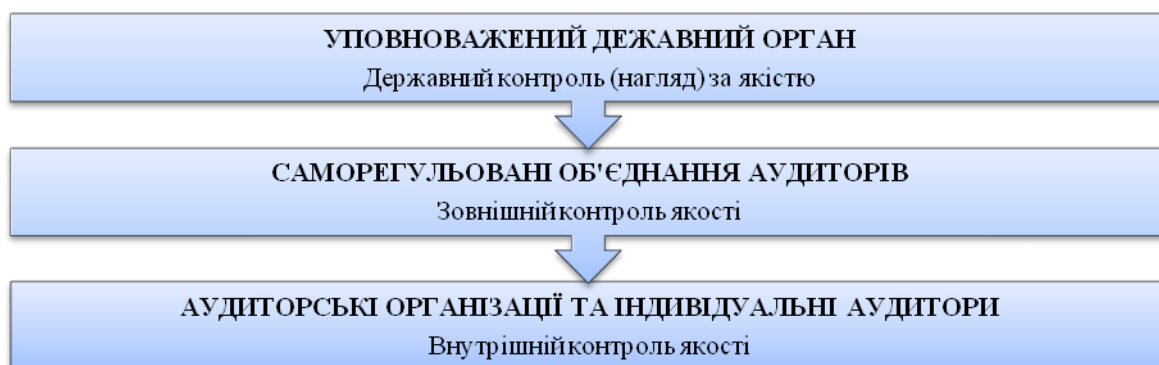 УПОВНОВАЖЕНИЙ ДЕРЖАВНИЙ ОРГАН
Державний контроль (нагляд) за якістю
САМОРЕГУЛЬОВАНІ ОБ'ЄДНАННЯ АУДИТОРІВ
Зовнішній контроль якості
АУДИТОРСЬКІ ОРГАНІЗАЦІЇ ТА ІНДИВІДУАЛЬНІ АУДИТОРИ
Внутрішній контроль якості